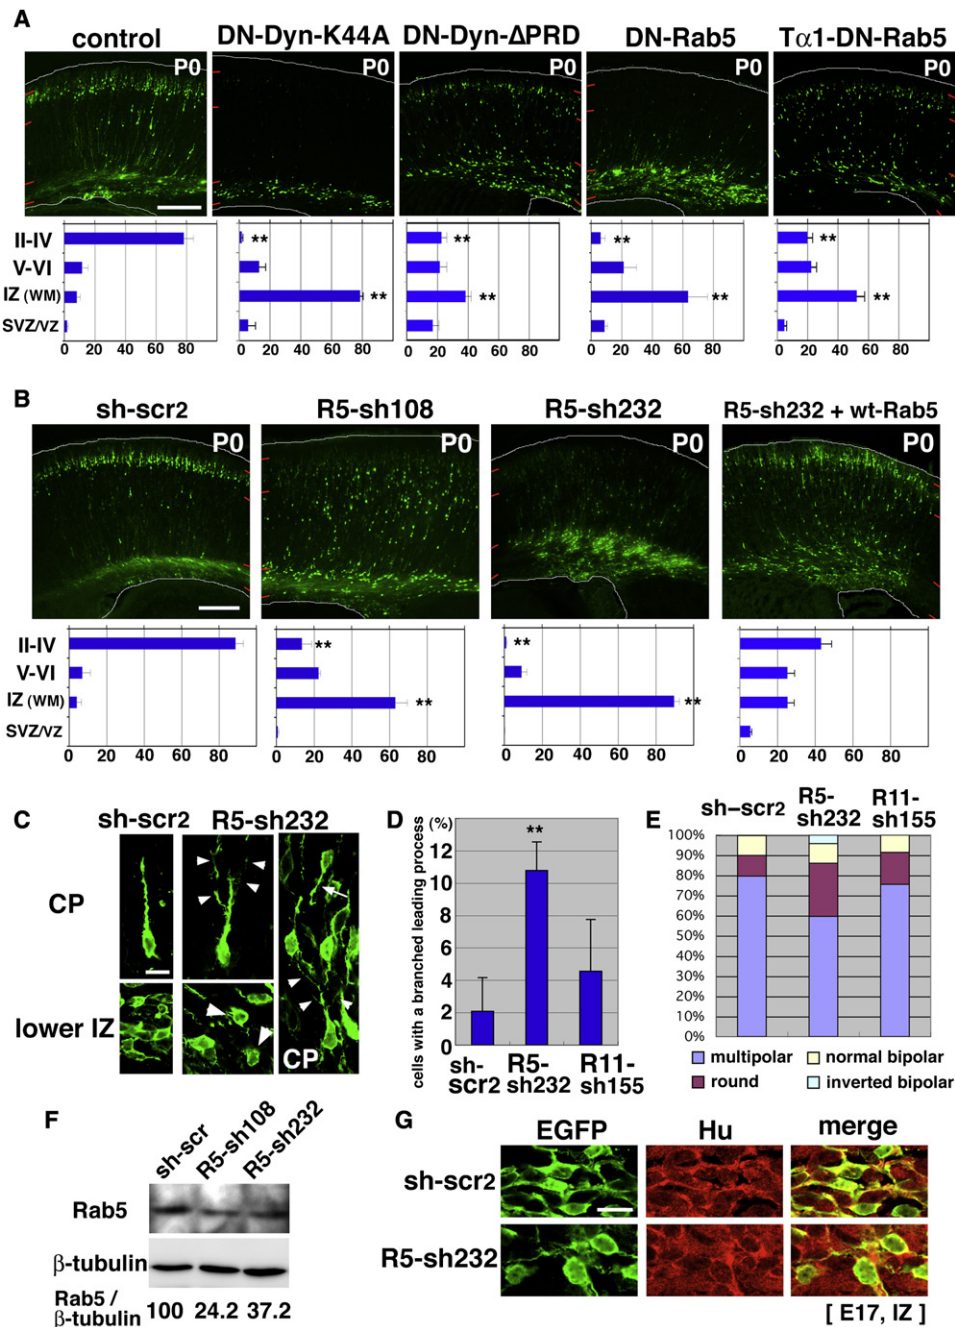 A
control DN-Dyn-K44A DN-Dyn-ΔPRD DN-Rab5 Tα1-DN-Rab5
P0 P0 P0 P0 P0
II-IV ** ** ** **
V-VI
IZ (WM) ** ** ** **
SVZ/VZ
0 20 40 60 80 0 20 40 60 80 0 20 40 60 80 0 20 40 60 80 0 20 40 60 80
B
sh-scr2 R5-sh108 R5-sh232 R5-sh232 + wt-Rab5
P0 P0 P0 P0
II-IV ** **
V-VI
IZ (WM) ** **
SVZ/VZ
0 20 40 60 80 0 20 40 60 80 0 20 40 60 80 0 20 40 60 80
C
sh-scr2 R5-sh232
CP
lower IZ
CP
D
(%)
cells with a branched leading process
12
10
8
6
4
2
0
**
sh-scr2
R5-sh232
R11-sh155
E
sh–scr2
R5-sh232
R11-sh155
100%
90%
80%
70%
60%
50%
40%
30%
20%
10%
0%
multipolar normal bipolar
round inverted bipolar
F
sh-scr R5-sh108 R5-sh232
Rab5
β-tubulin
Rab5 /
β-tubulin 100 24.2 37.2
G
EGFP Hu merge
sh-scr2
R5-sh232
[ E17, IZ ]